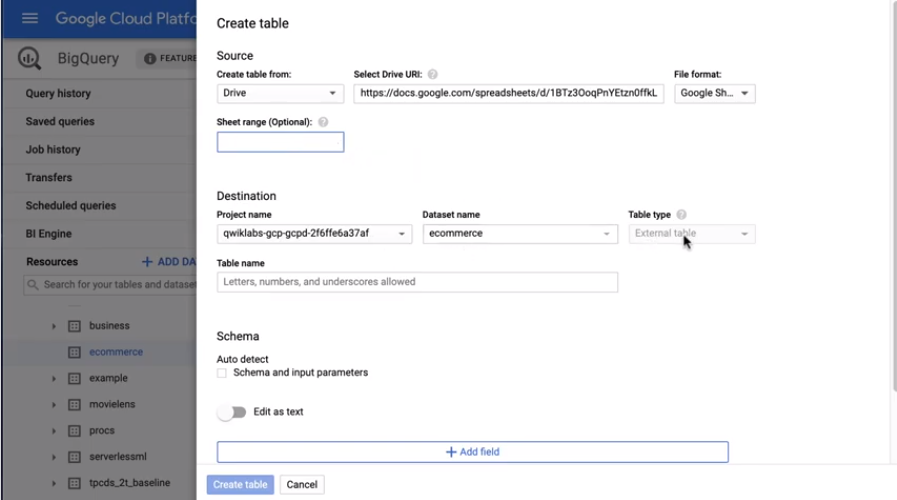 Google Cloud Platfo
BigQuery
FEATURE
Query history
Saved queries
Job history
Transfers
Scheduled queries
BI Engine
Resources
+ ADD DA
Search for your tables and dataset
business
ecommerce
example
movielens
procs
serverlessml
tpcds_2t_baseline
Create table
Source
Create table from: Select Drive URI: File format:
Drive https://docs.google.com/spreadsheets/d/1BTz3OoqPnYEtzn0ffkL Google Sh...
Sheet range (Optional):
Destination
Project name Dataset name Table type
qwiklabs-gcp-gcpd-2f6ffe6a37af ecommerce External table
Table name
Letters, numbers, and underscores allowed
Schema
Auto detect
Schema and input parameters
Edit as text
+ Add field
Create table Cancel